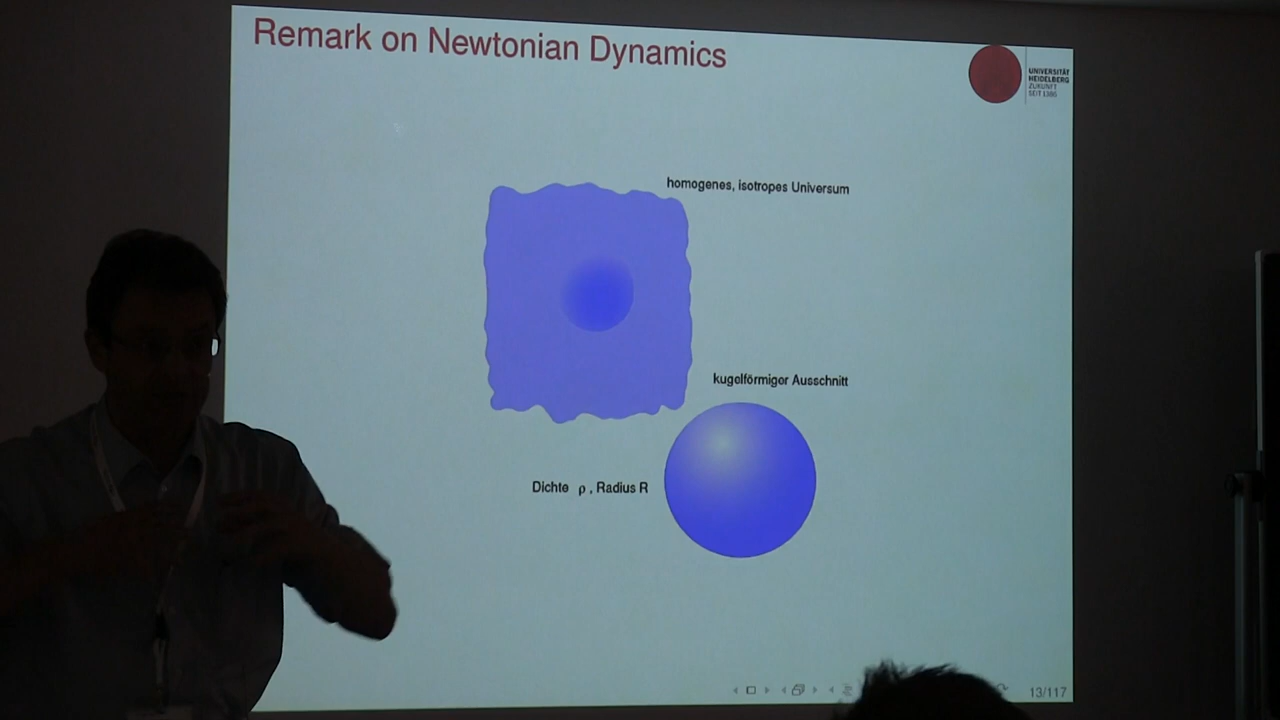 Remark on Newtonian Dynamics
UNIVERSITÄT
HEIDELBERG
ZUKUNFT
SEIT 1386
homogenes, isotropes Universum
kugelförmiger Ausschnitt
Dichte ρ , Radius R
13/117